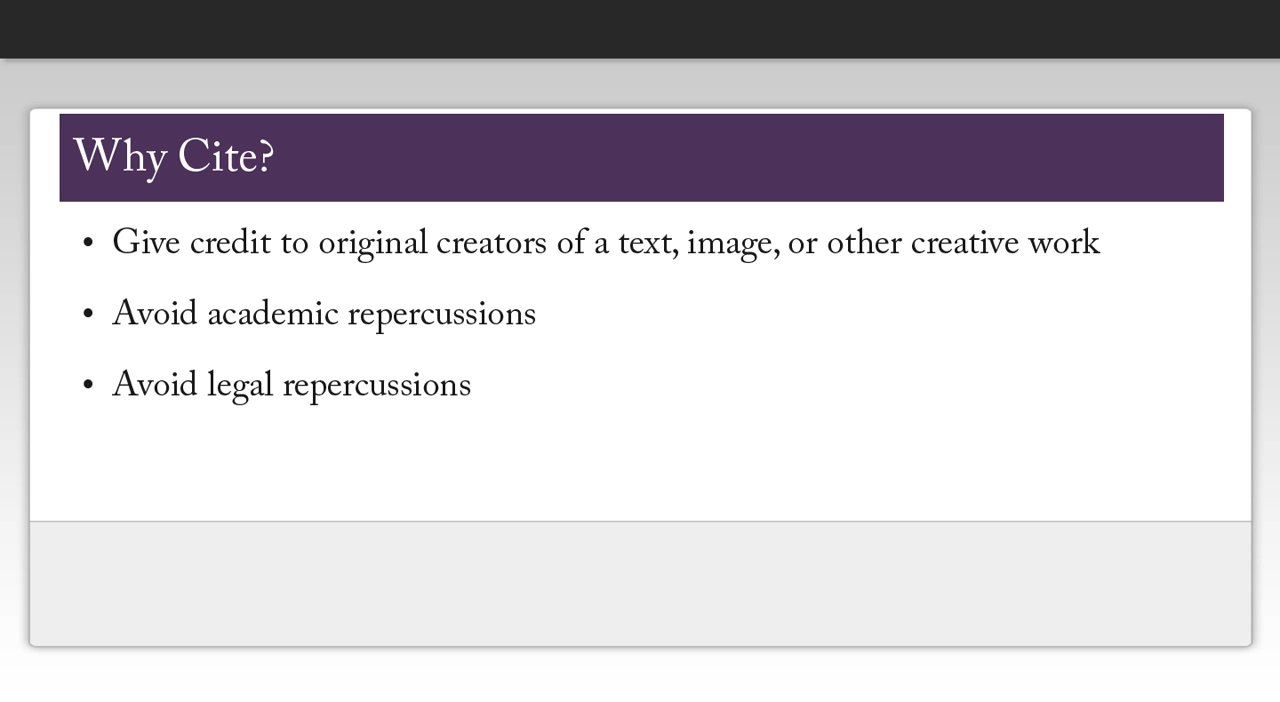 Why Cite?
• Give credit to original creators of a text, image, or other creative work
• Avoid academic repercussions
• Avoid legal repercussions